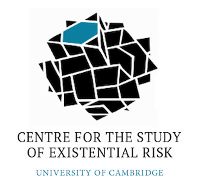 CENTRE FOR THE STUDY
OF EXISTENTIAL RISK
UNIVERSITY OF CAMBRIDGE